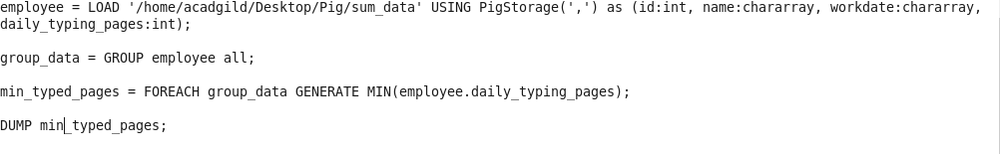 employee = LOAD '/home/acadgild/Desktop/Pig/sum_data' USING PigStorage(',') as (id:int, name:chararray, workdate:chararray,
daily_typing_pages:int);
group_data = GROUP employee all;
min_typed_pages = FOREACH group_data GENERATE MIN(employee.daily_typing_pages);
DUMP min_typed_pages;